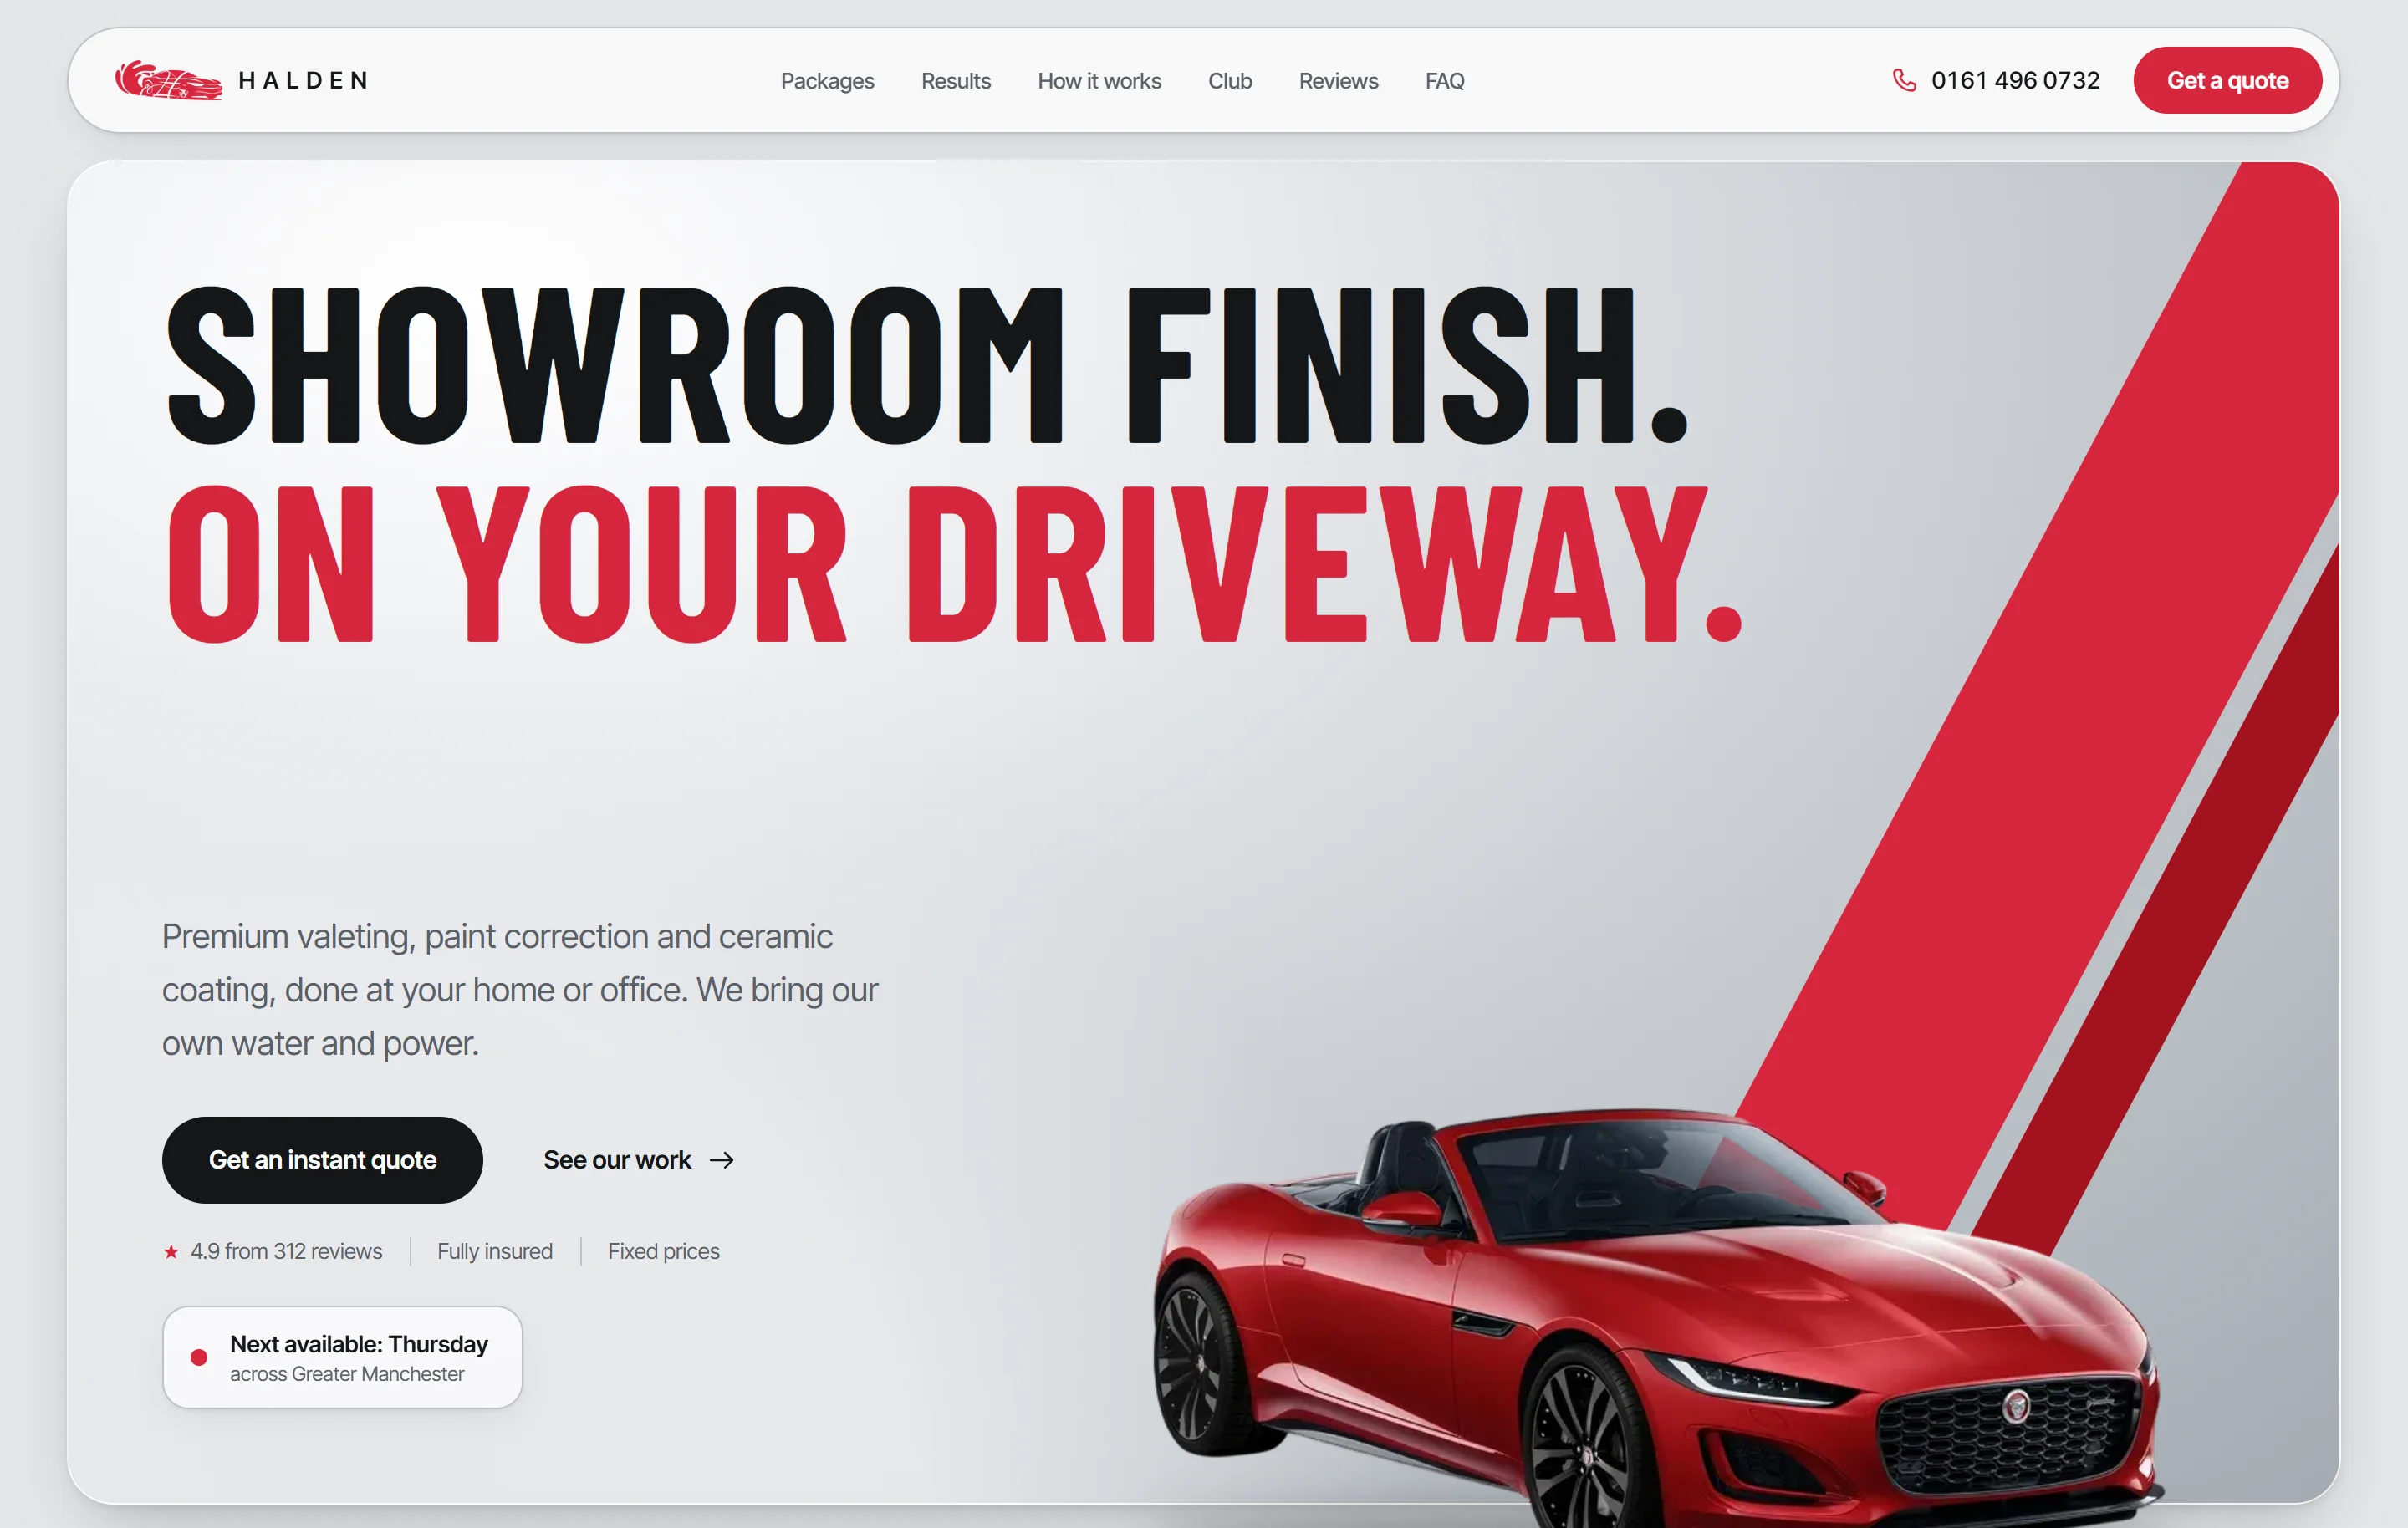 HALDEN
Packages
Results
How it works
Club
Reviews
FAQ
0161 496 0732
Get a quote
SHOWROOM FINISH.
ON YOUR DRIVEWAY.
Premium valeting, paint correction and ceramic
coating, done at your home or office. We bring our
own water and power.
Get an instant quote
See our work →
★ 4.9 from 312 reviews
Fully insured
Fixed prices
Next available: Thursday
across Greater Manchester